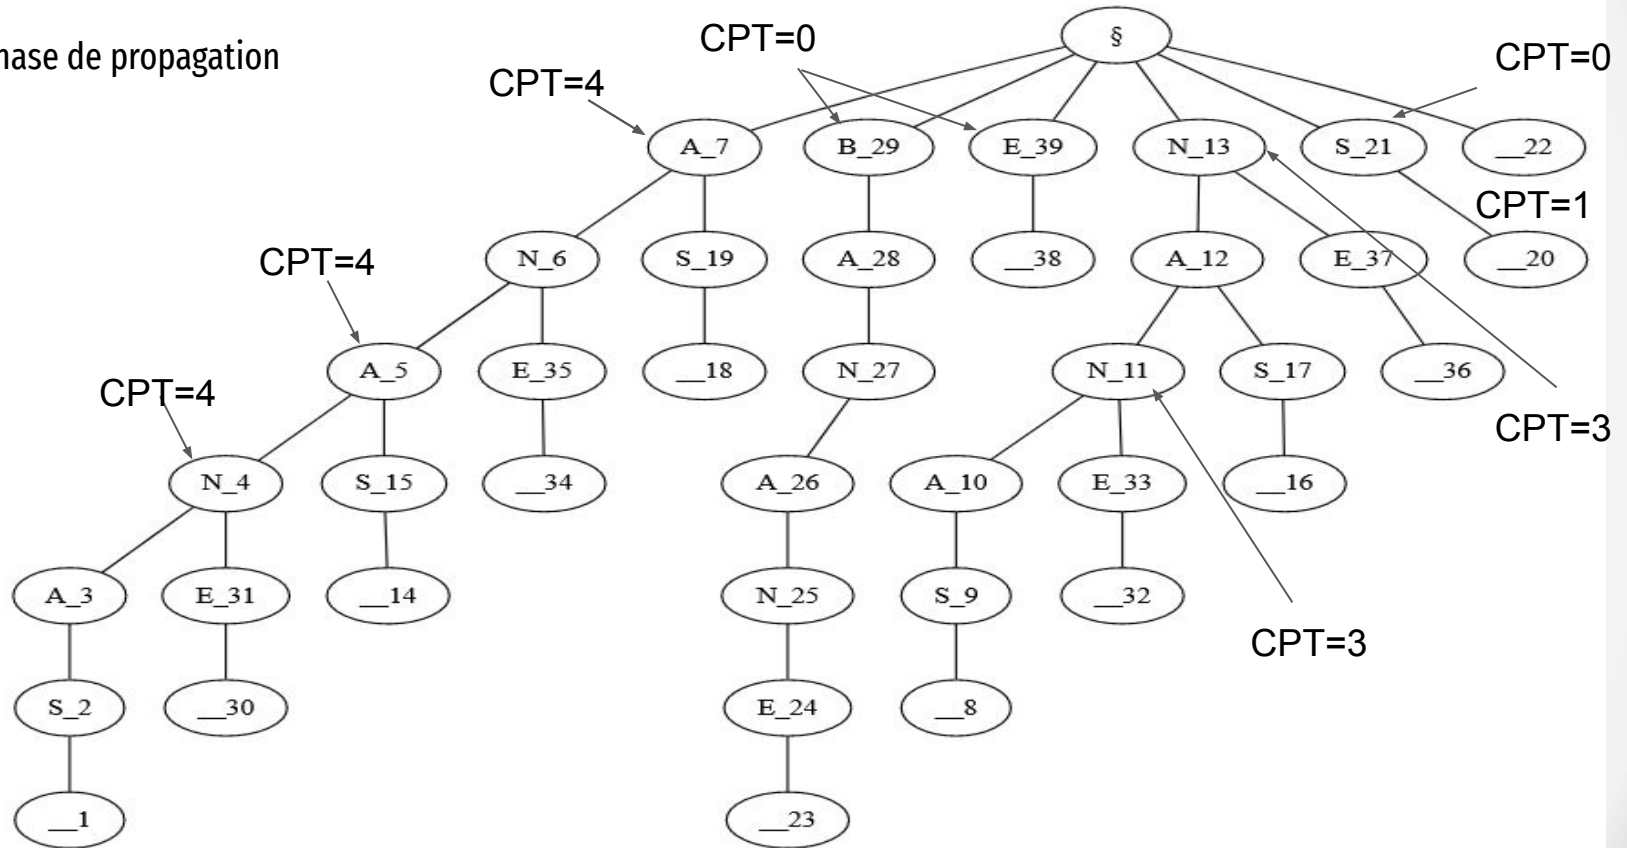 hase de propagation
CPT=0
§
CPT=0
CPT=4
A_7
B_29
E_39
N_13
S_21
__22
CPT=1
CPT=4
N_6
S_19
A_28
__38
A_12
E_37
__20
CPT=4
A_5
E_35
__18
N_27
N_11
S_17
__36
CPT=3
N_4
S_15
__34
A_26
A_10
E_33
__16
A_3
E_31
__14
N_25
S_9
__32
CPT=3
S_2
__30
E_24
__8
__1
__23